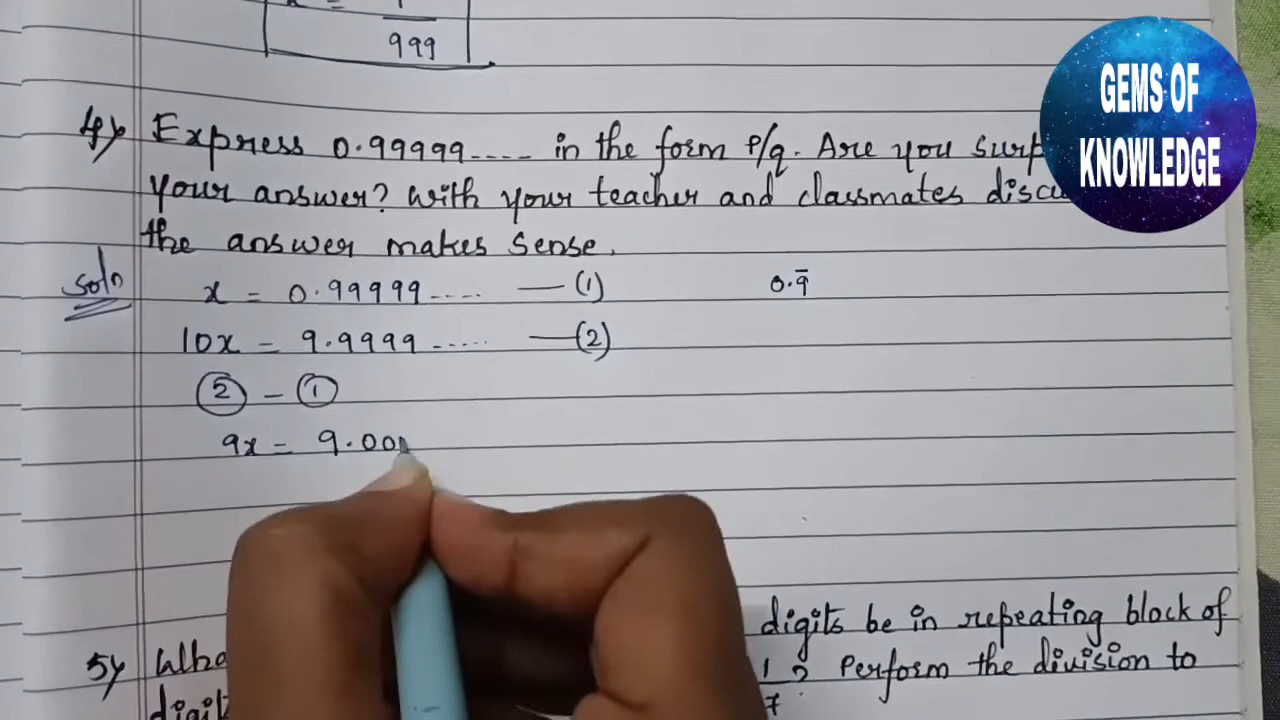 999
4) Express 0.99999.... in the form P/q. Are you
your answer? With your teacher and classmates
the answer makes sense.
Soln
x = 0.99999..... — (1)
0.9̅
10x = 9.9999..... — (2)
② - ①
9x = 9.00
digits be in repeating block of
5)
1 ? Perform the division to
7
GEMS OF
KNOWLEDGE